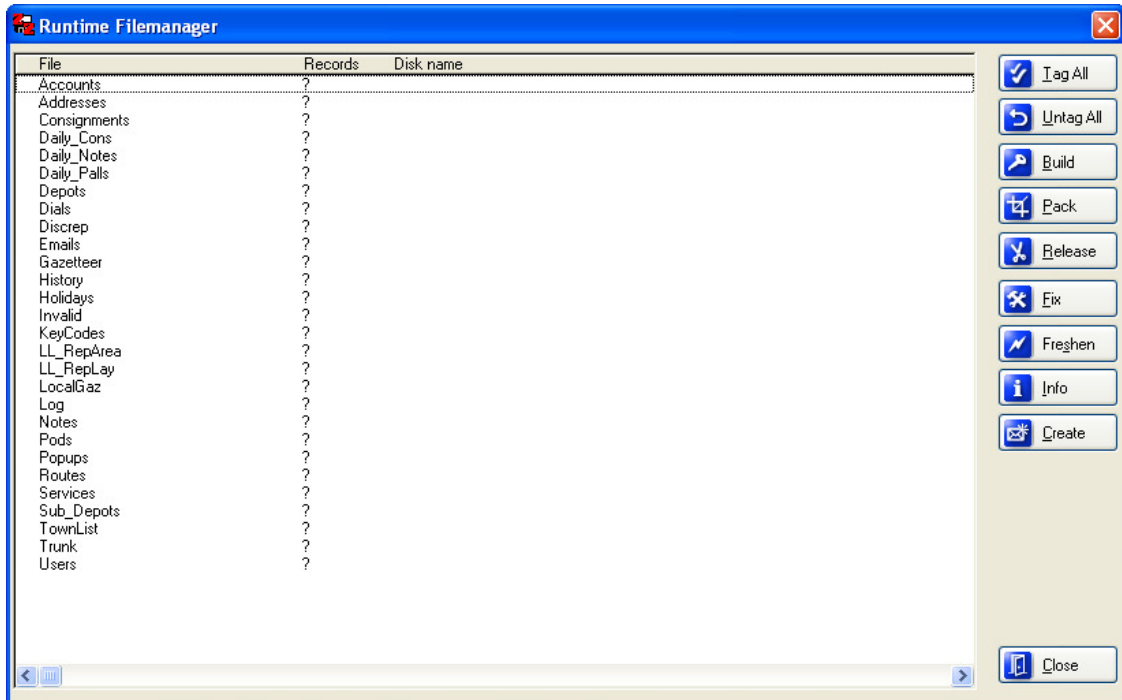 Runtime Filemanager
File Records Disk name
Accounts ?
Addresses ?
Consignments ?
Daily_Cons ?
Daily_Notes ?
Daily_Palls ?
Depots ?
Dials ?
Discrep ?
Emails ?
Gazetteer ?
History ?
Holidays ?
Invalid ?
KeyCodes ?
LL_RepArea ?
LL_RepLay ?
LocalGaz ?
Log ?
Notes ?
Pods ?
Popups ?
Routes ?
Services ?
Sub_Depots ?
TownList ?
Trunk ?
Users ?
Tag All
Untag All
Build
Pack
Release
Fix
Freshen
Info
Create
Close